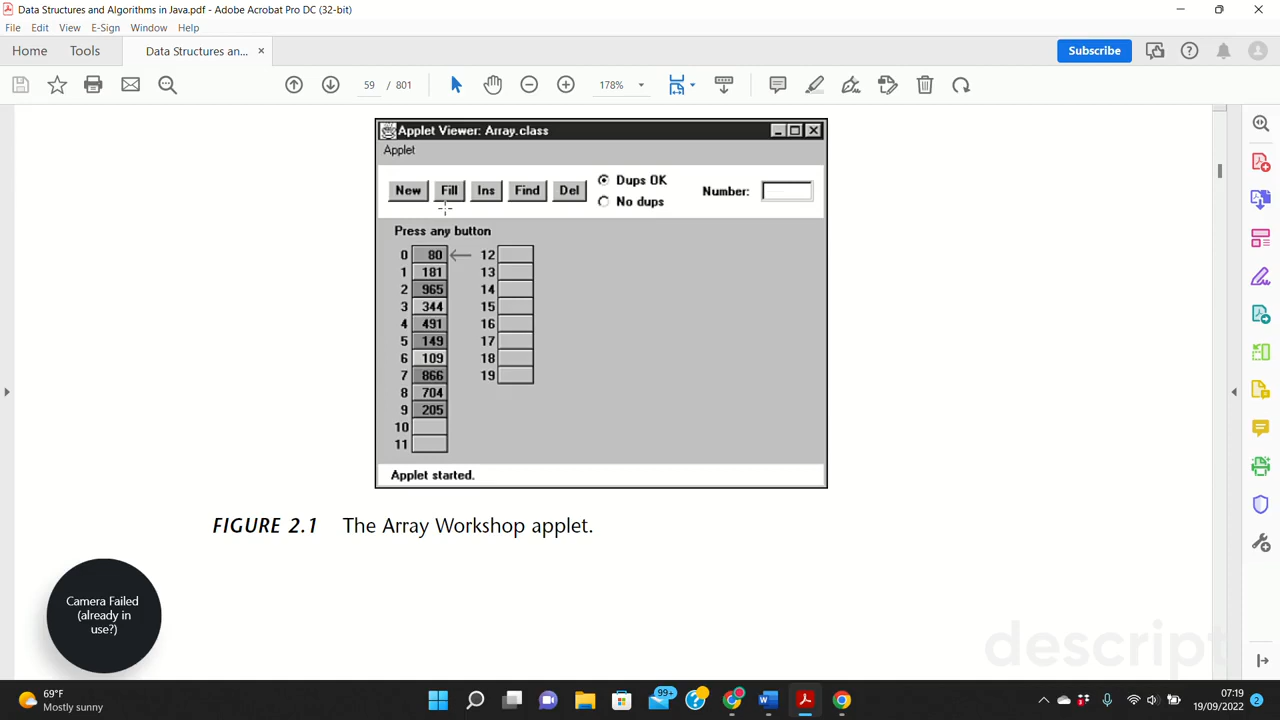 Data Structures and Algorithms in Java.pdf - Adobe Acrobat Pro DC (32-bit)
File Edit View E-Sign Window Help
Home Tools Data Structures an... × Subscribe
59 / 801 178%
Applet Viewer: Array.class
Applet
New Fill Ins Find Del Dups OK
No dups
Number:
Press any button
0 80 12
1 181 13
2 965 14
3 344 15
4 491 16
5 149 17
6 109 18
7 866 19
8 704
9 205
10
11
Applet started.
FIGURE 2.1 The Array Workshop applet.
Camera Failed
(already in
use?)
descript
69°F
Mostly sunny
99+
07:19
19/09/2022
2